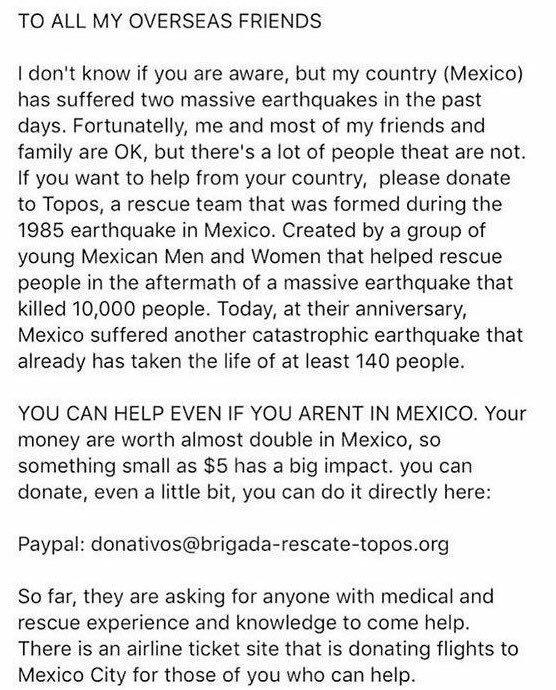 TO ALL MY OVERSEAS FRIENDS
I don't know if you are aware, but my country (Mexico)
has suffered two massive earthquakes in the past
days. Fortunatelly, me and most of my friends and
family are OK, but there's a lot of people theat are not.
If you want to help from your country,  please donate
to Topos, a rescue team that was formed during the
1985 earthquake in Mexico. Created by a group of
young Mexican Men and Women that helped rescue
people in the aftermath of a massive earthquake that
killed 10,000 people. Today, at their anniversary,
Mexico suffered another catastrophic earthquake that
already has taken the life of at least 140 people.
YOU CAN HELP EVEN IF YOU ARENT IN MEXICO. Your
money are worth almost double in Mexico, so
something small as $5 has a big impact. you can
donate, even a little bit, you can do it directly here:
Paypal: donativos@brigada-rescate-topos.org
So far, they are asking for anyone with medical and
rescue experience and knowledge to come help.
There is an airline ticket site that is donating flights to
Mexico City for those of you who can help.